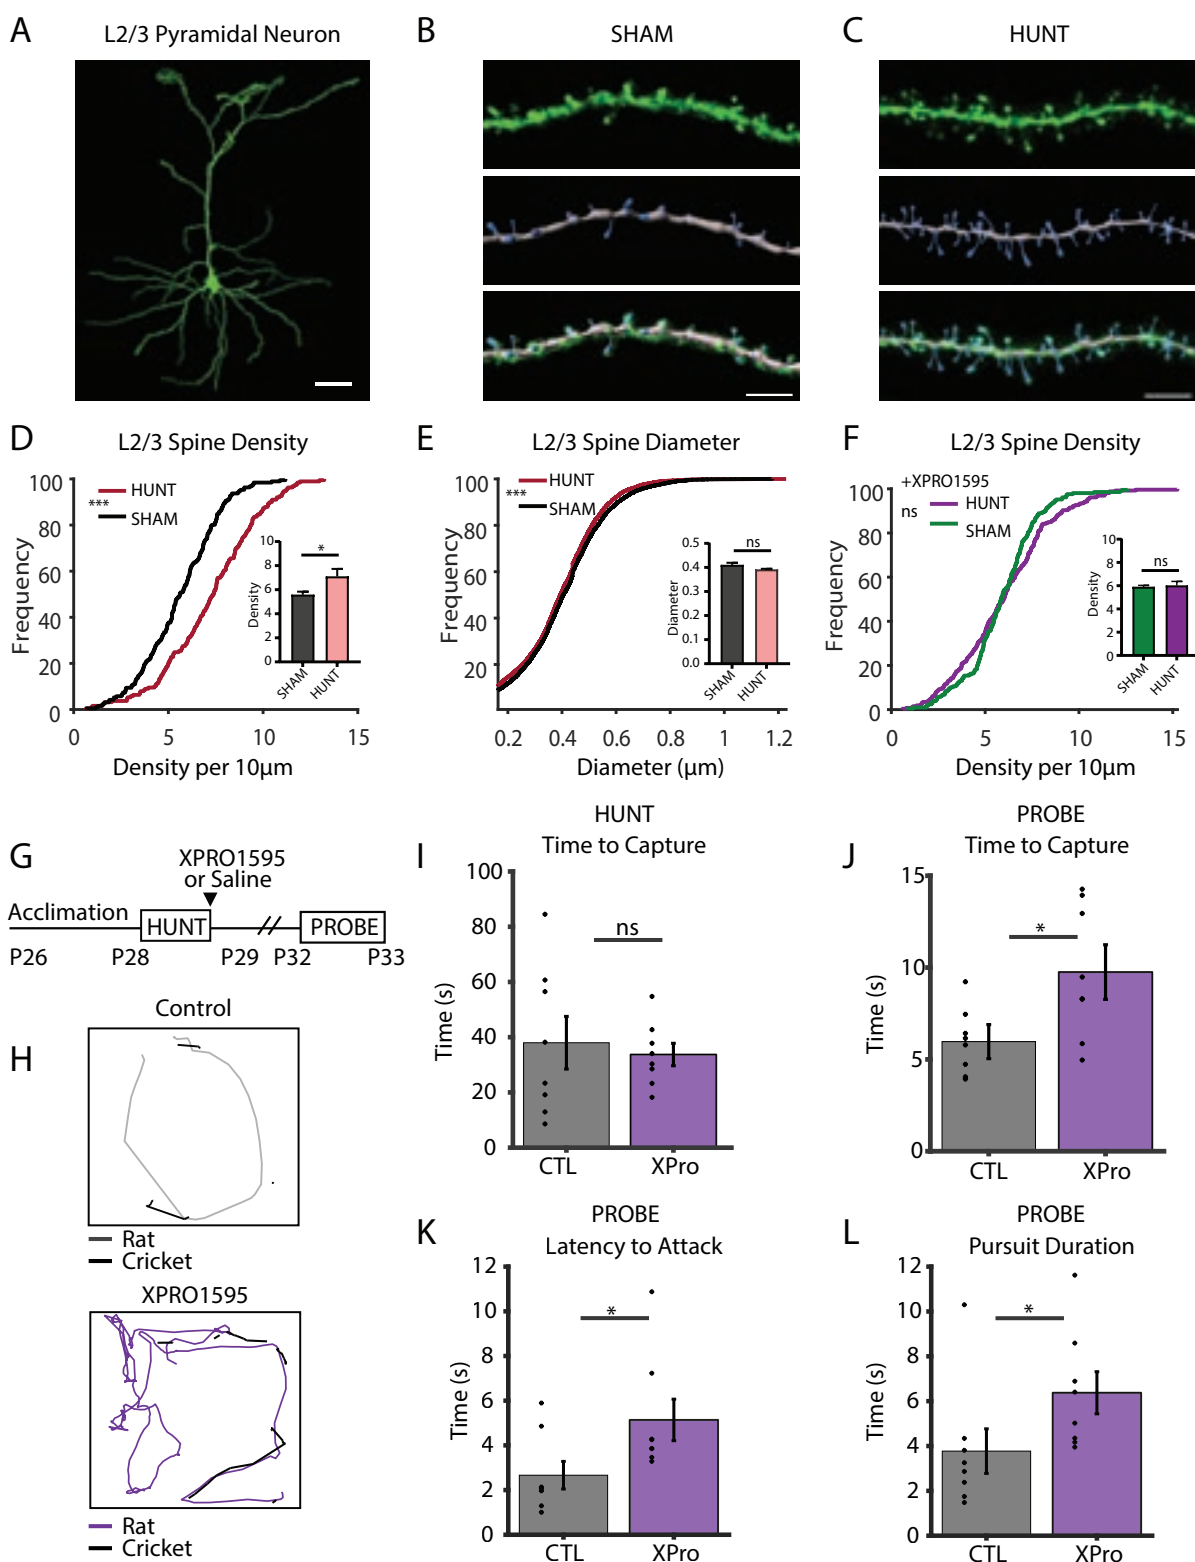 A L2/3 Pyramidal Neuron
B SHAM
C HUNT
D L2/3 Spine Density
Frequency
100
80
60
40
20
0
***
HUNT
SHAM
Density
10
8
6
4
2
0
*
SHAM
HUNT
0 5 10 15
Density per 10µm
E L2/3 Spine Diameter
Frequency
100
80
60
40
20
***
HUNT
SHAM
Diameter
0.5
0.4
0.3
0.2
0.1
0.0
ns
SHAM
HUNT
0.2 0.4 0.6 0.8 1 1.2
Diameter (µm)
F L2/3 Spine Density
Frequency
100
80
60
40
20
0
+XPRO1595
ns
HUNT
SHAM
Density
10
8
6
4
2
0
ns
SHAM
HUNT
0 5 10 15
Density per 10µm
G
XPRO1595
or Saline
Acclimation
HUNT
PROBE
P26 P28 P29 P32 P33
H
Control
Rat
Cricket
XPRO1595
Rat
Cricket
I
HUNT
Time to Capture
Time (s)
100
80
60
40
20
0
ns
CTL XPro
J
PROBE
Time to Capture
Time (s)
15
10
5
0
*
CTL XPro
K
PROBE
Latency to Attack
Time (s)
12
10
8
6
4
2
0
*
CTL XPro
L
PROBE
Pursuit Duration
Time (s)
12
10
8
6
4
2
0
*
CTL XPro